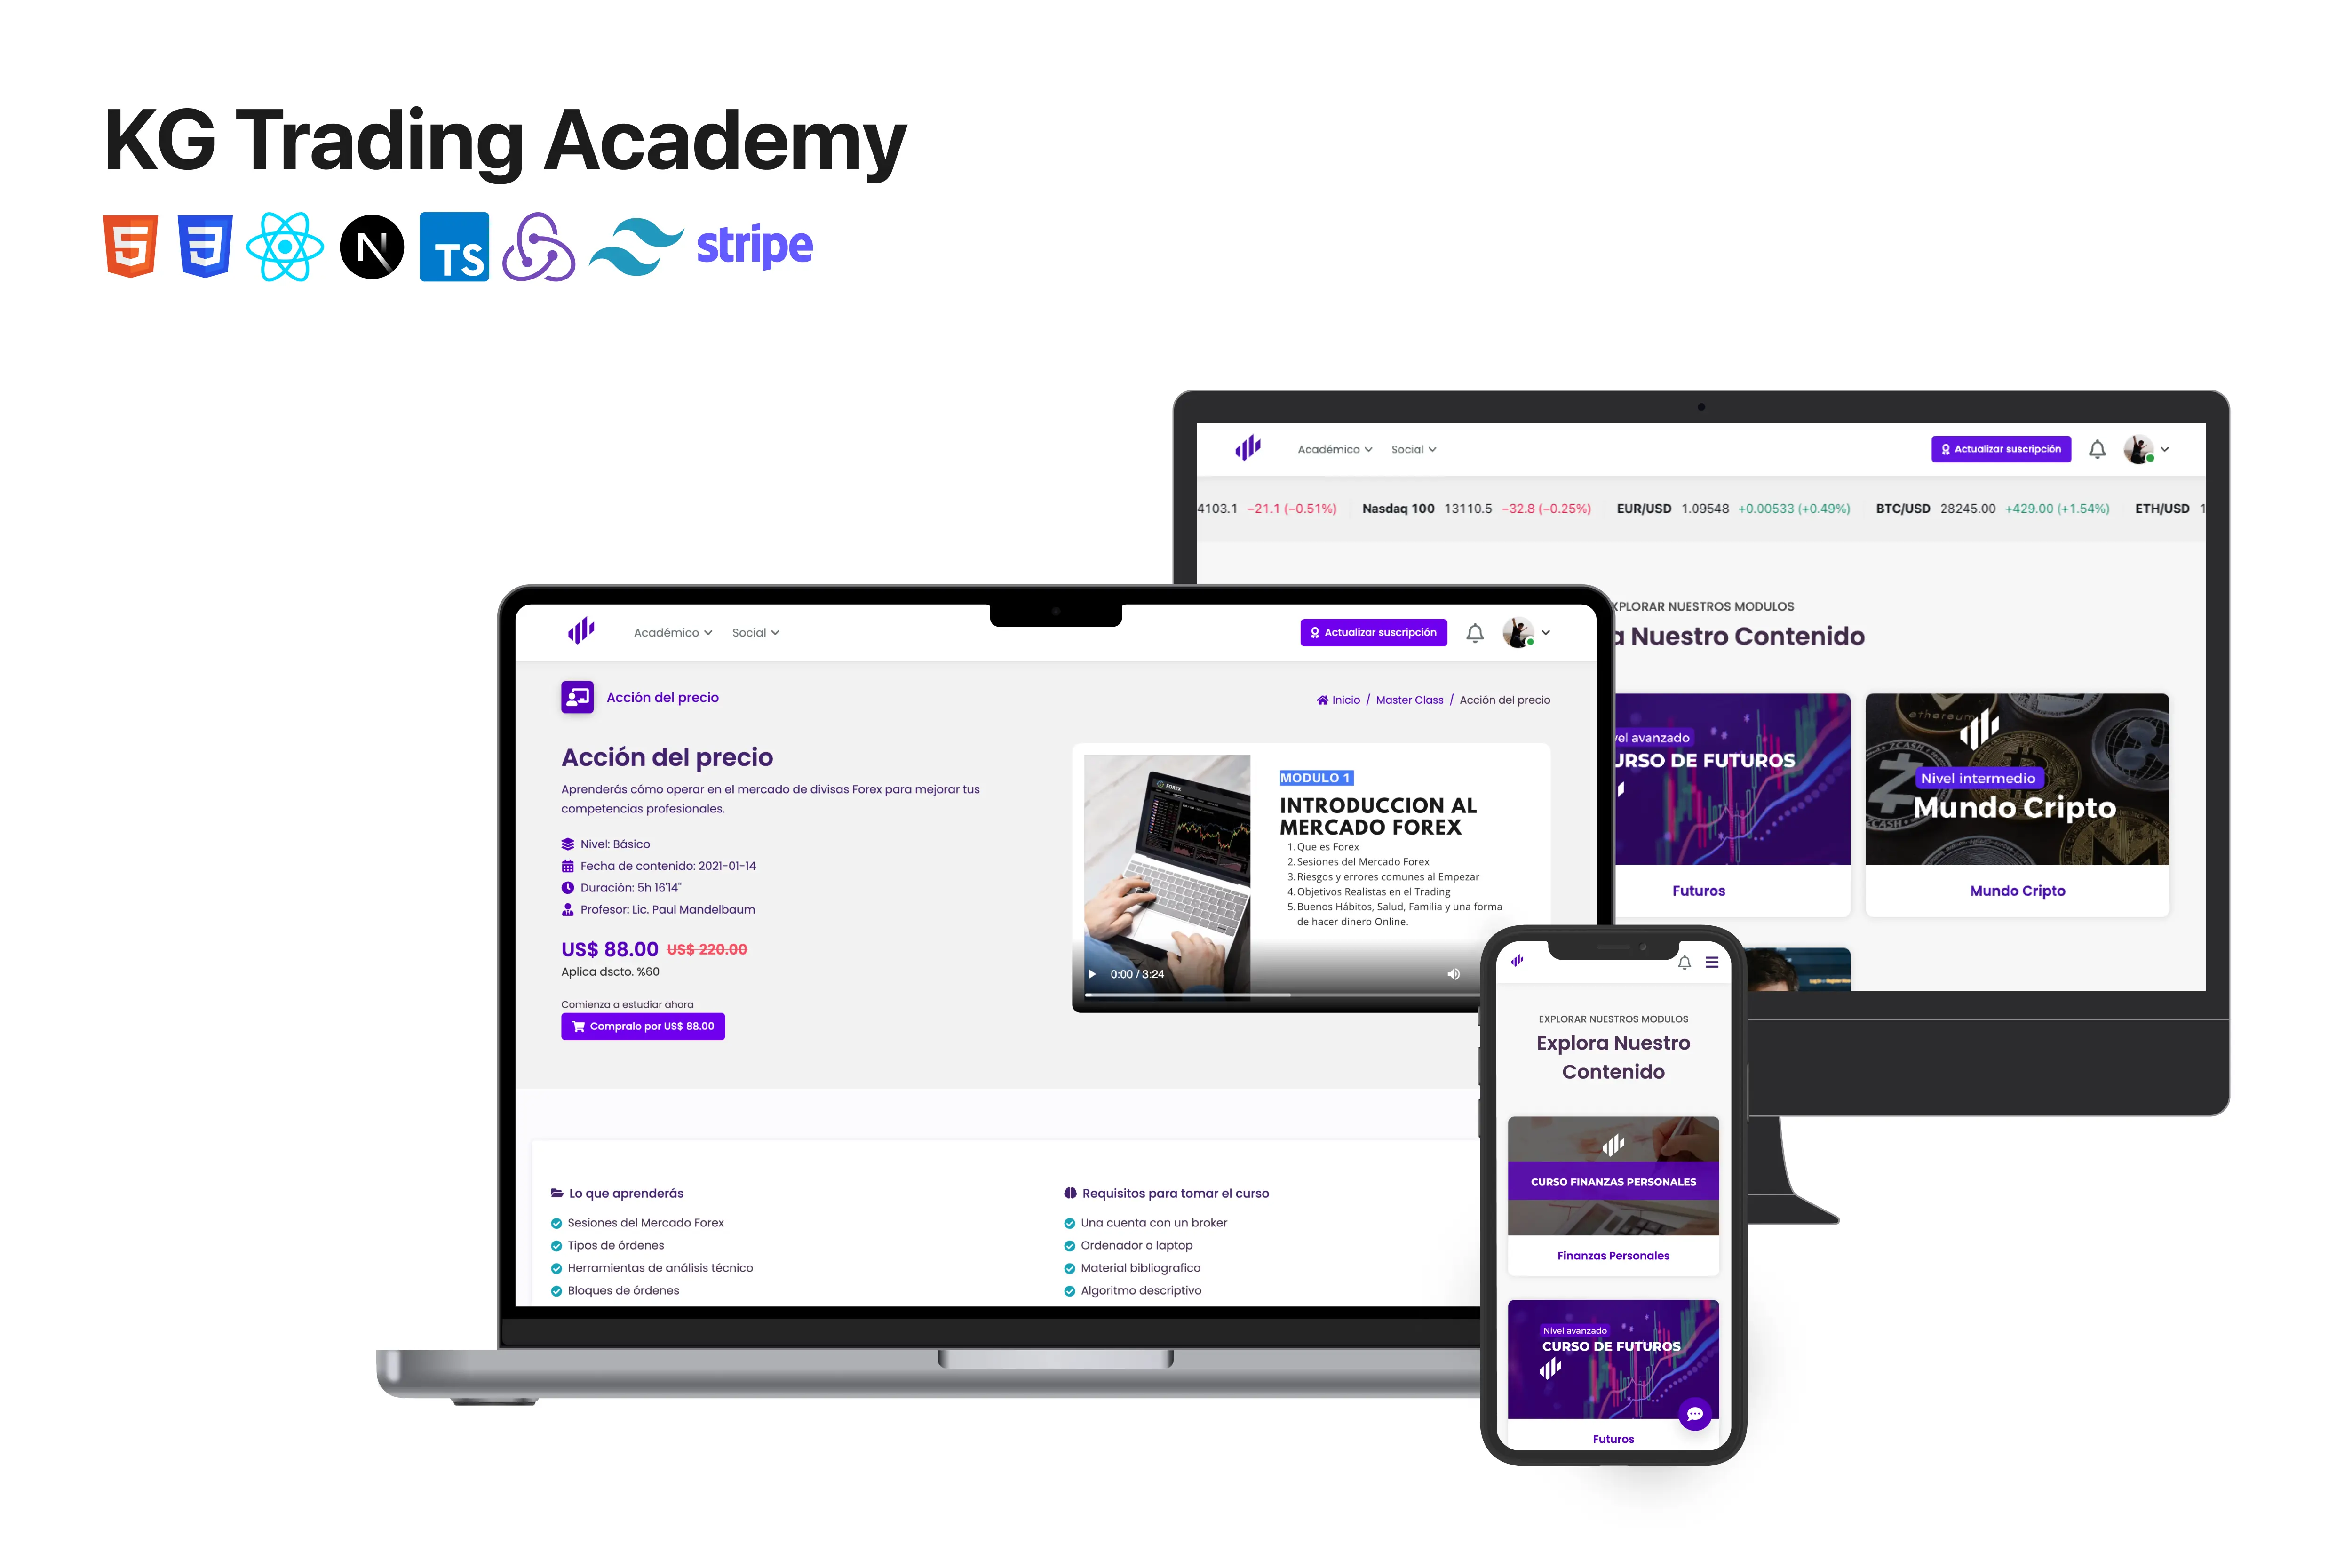 KG Trading Academy
TS
stripe
Académico
Social
Actualizar suscripción
4103.1 −21.1 (−0.51%) Nasdaq 100 13110.5 −32.8 (−0.25%) EUR/USD 1.09548 +0.00533 (+0.49%) BTC/USD 28245.00 +429.00 (+1.54%) ETH/USD 1
XPLORAR NUESTROS MODULOS
a Nuestro Contenido
vel avanzado
URSO DE FUTUROS
Futuros
ethereum
ZCASH
CASH
Nivel intermedio
Mundo Cripto
Mundo Cripto
Académico
Social
Actualizar suscripción
Acción del precio
Inicio / Master Class / Acción del precio
Acción del precio
Aprenderás cómo operar en el mercado de divisas Forex para mejorar tus
competencias profesionales.
Nivel: Básico
Fecha de contenido: 2021-01-14
Duración: 5h 16'14"
Profesor: Lic. Paul Mandelbaum
US$ 88.00 US$ 220.00
Aplica dscto. %60
Comienza a estudiar ahora
Compralo por US$ 88.00
FOREX
MODULO 1
INTRODUCCION AL
MERCADO FOREX
1. Que es Forex
2. Sesiones del Mercado Forex
3. Riesgos y errores comunes al Empezar
4. Objetivos Realistas en el Trading
5. Buenos Hábitos, Salud, Familia y una forma
de hacer dinero Online.
0:00 / 3:24
Lo que aprenderás
Sesiones del Mercado Forex
Tipos de órdenes
Herramientas de análisis técnico
Bloques de órdenes
Requisitos para tomar el curso
Una cuenta con un broker
Ordenador o laptop
Material bibliografico
Algoritmo descriptivo
EXPLORAR NUESTROS MODULOS
Explora Nuestro
Contenido
CURSO FINANZAS PERSONALES
Finanzas Personales
Nivel avanzado
CURSO DE FUTUROS
Futuros